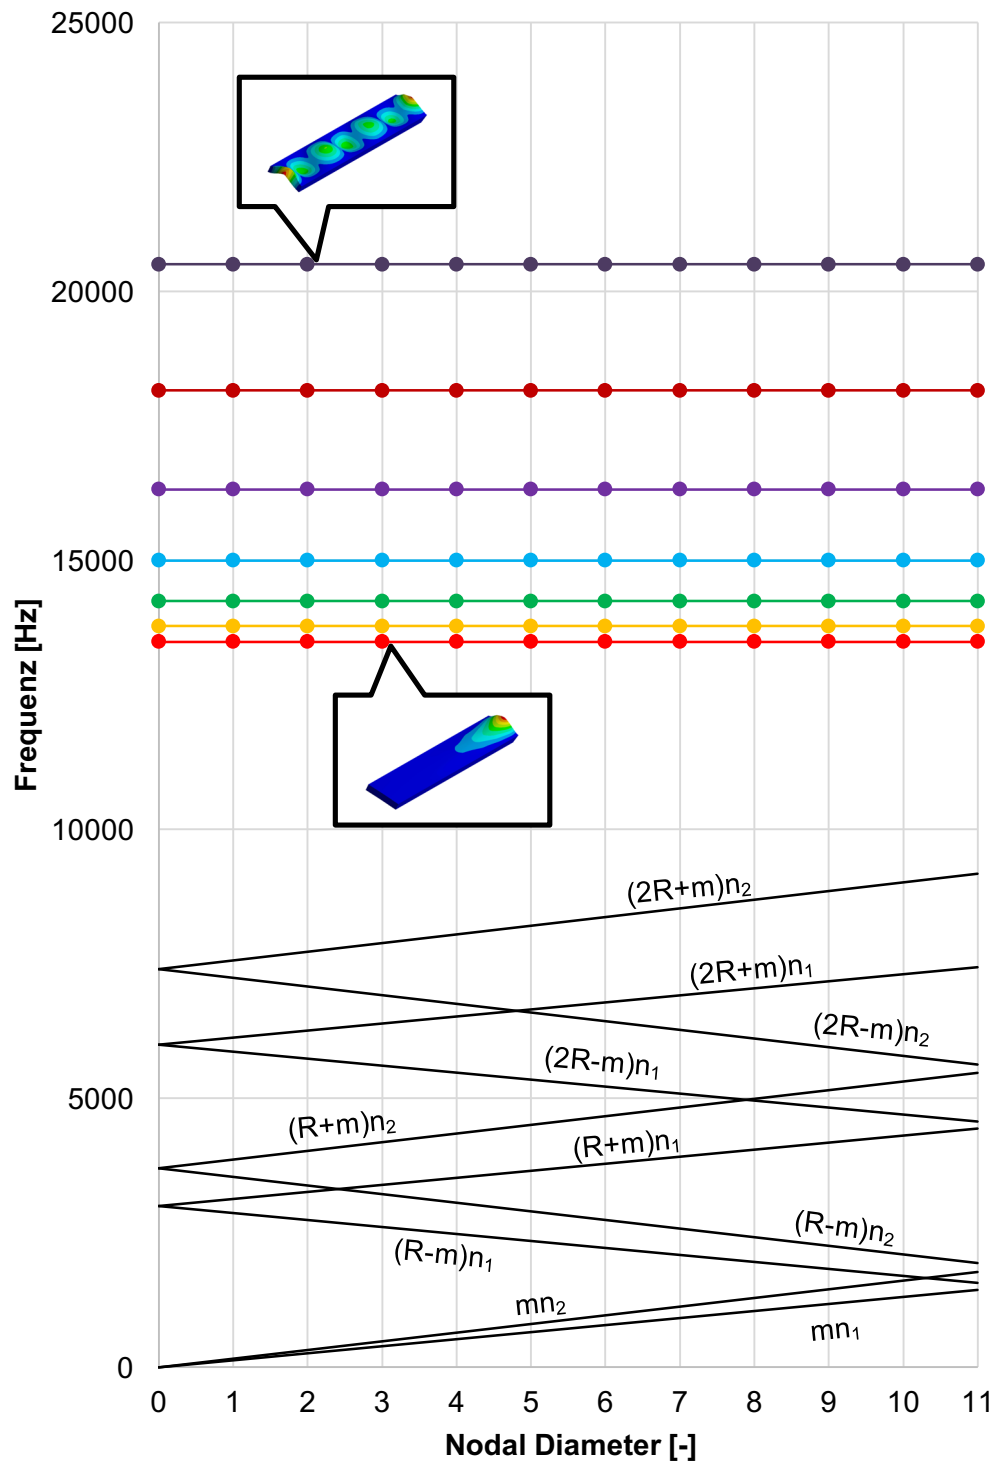 25000
20000
15000
10000
5000
0
Frequenz [Hz]
(2R+m)n₂
(2R+m)n₁
(2R-m)n₂
(2R-m)n₁
(R+m)n₂
(R+m)n₁
(R-m)n₂
(R-m)n₁
mn₂
mn₁
0 1 2 3 4 5 6 7 8 9 10 11
Nodal Diameter [-]